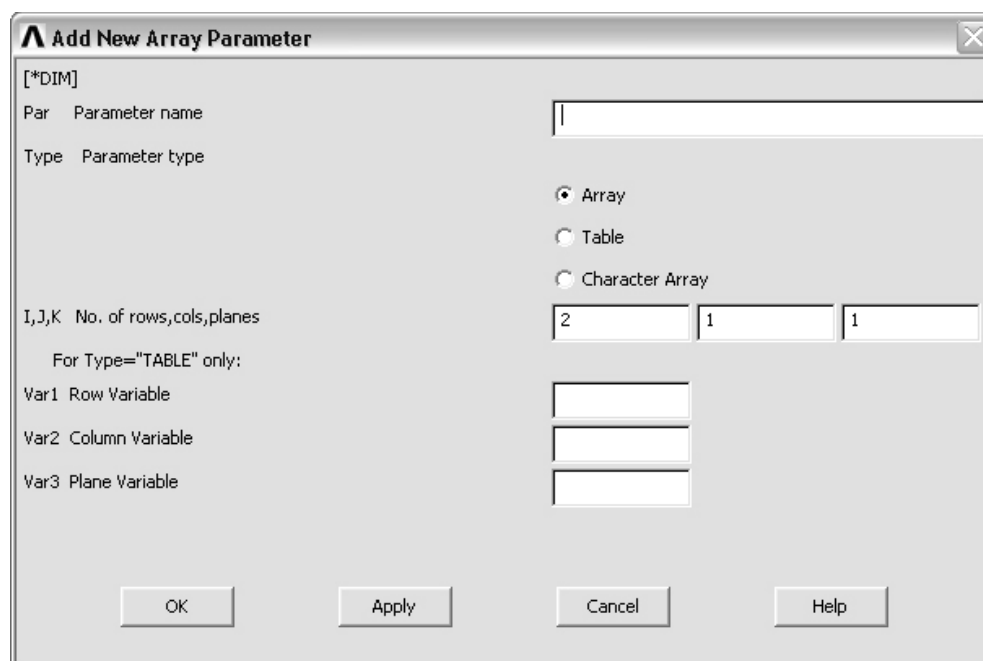 Add New Array Parameter
[*DIM]
Par Parameter name
Type Parameter type
Array
Table
Character Array
I,J,K No. of rows,cols,planes 2 1 1
For Type="TABLE" only:
Var1 Row Variable
Var2 Column Variable
Var3 Plane Variable
OK Apply Cancel Help